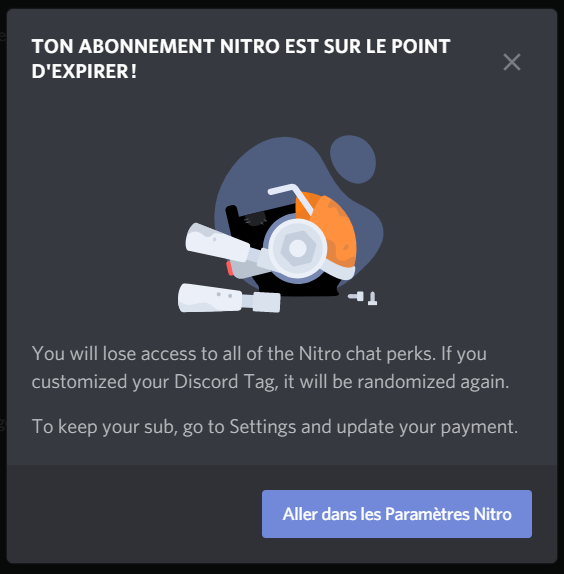 TON ABONNEMENT NITRO EST SUR LE POINT
D'EXPIRER !
You will lose access to all of the Nitro chat perks. If you
customized your Discord Tag, it will be randomized again.
To keep your sub, go to Settings and update your payment.
Aller dans les Paramètres Nitro